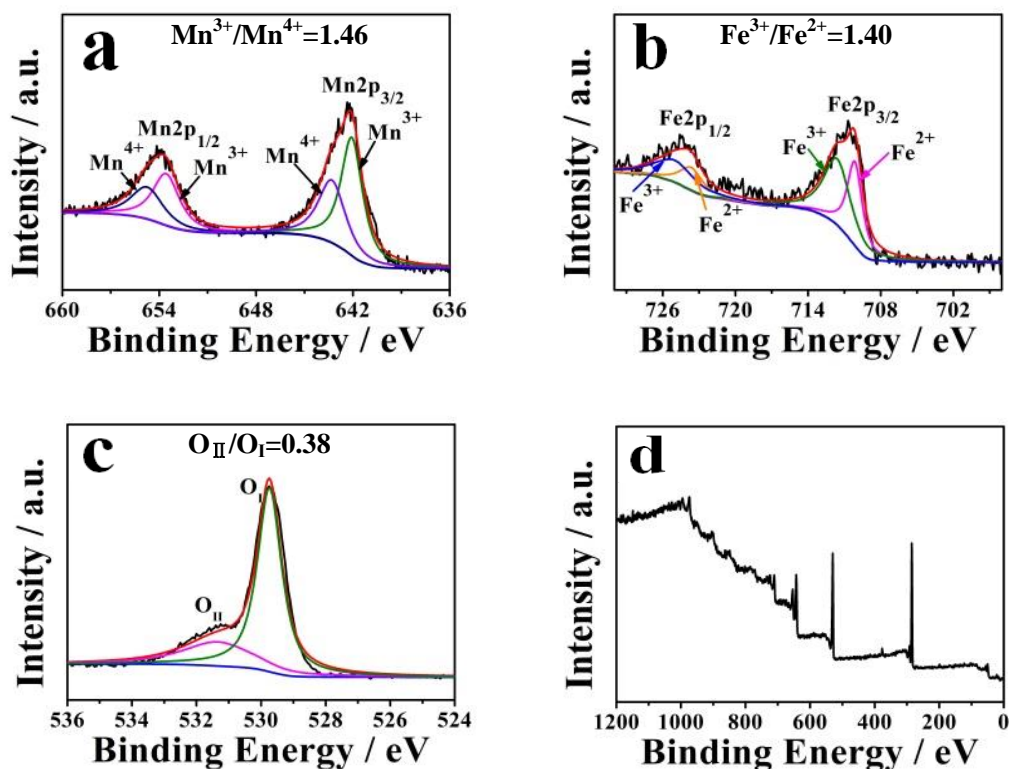 a
Mn³⁺/Mn⁴⁺=1.46
Mn2p₃/₂
Mn2p₁/₂
Mn³⁺
Mn⁴⁺
Mn³⁺
Mn⁴⁺
660 654 648 642 636
Binding Energy / eV
Intensity / a.u.
b
Fe³⁺/Fe²⁺=1.40
Fe2p₁/₂
Fe2p₃/₂
Fe³⁺
Fe²⁺
Fe³⁺
Fe²⁺
726 720 714 708 702
Binding Energy / eV
Intensity / a.u.
c
OⅡ/OI=0.38
OI
OII
536 534 532 530 528 526 524
Binding Energy / eV
Intensity / a.u.
d
1200 1000 800 600 400 200 0
Binding Energy / eV
Intensity / a.u.